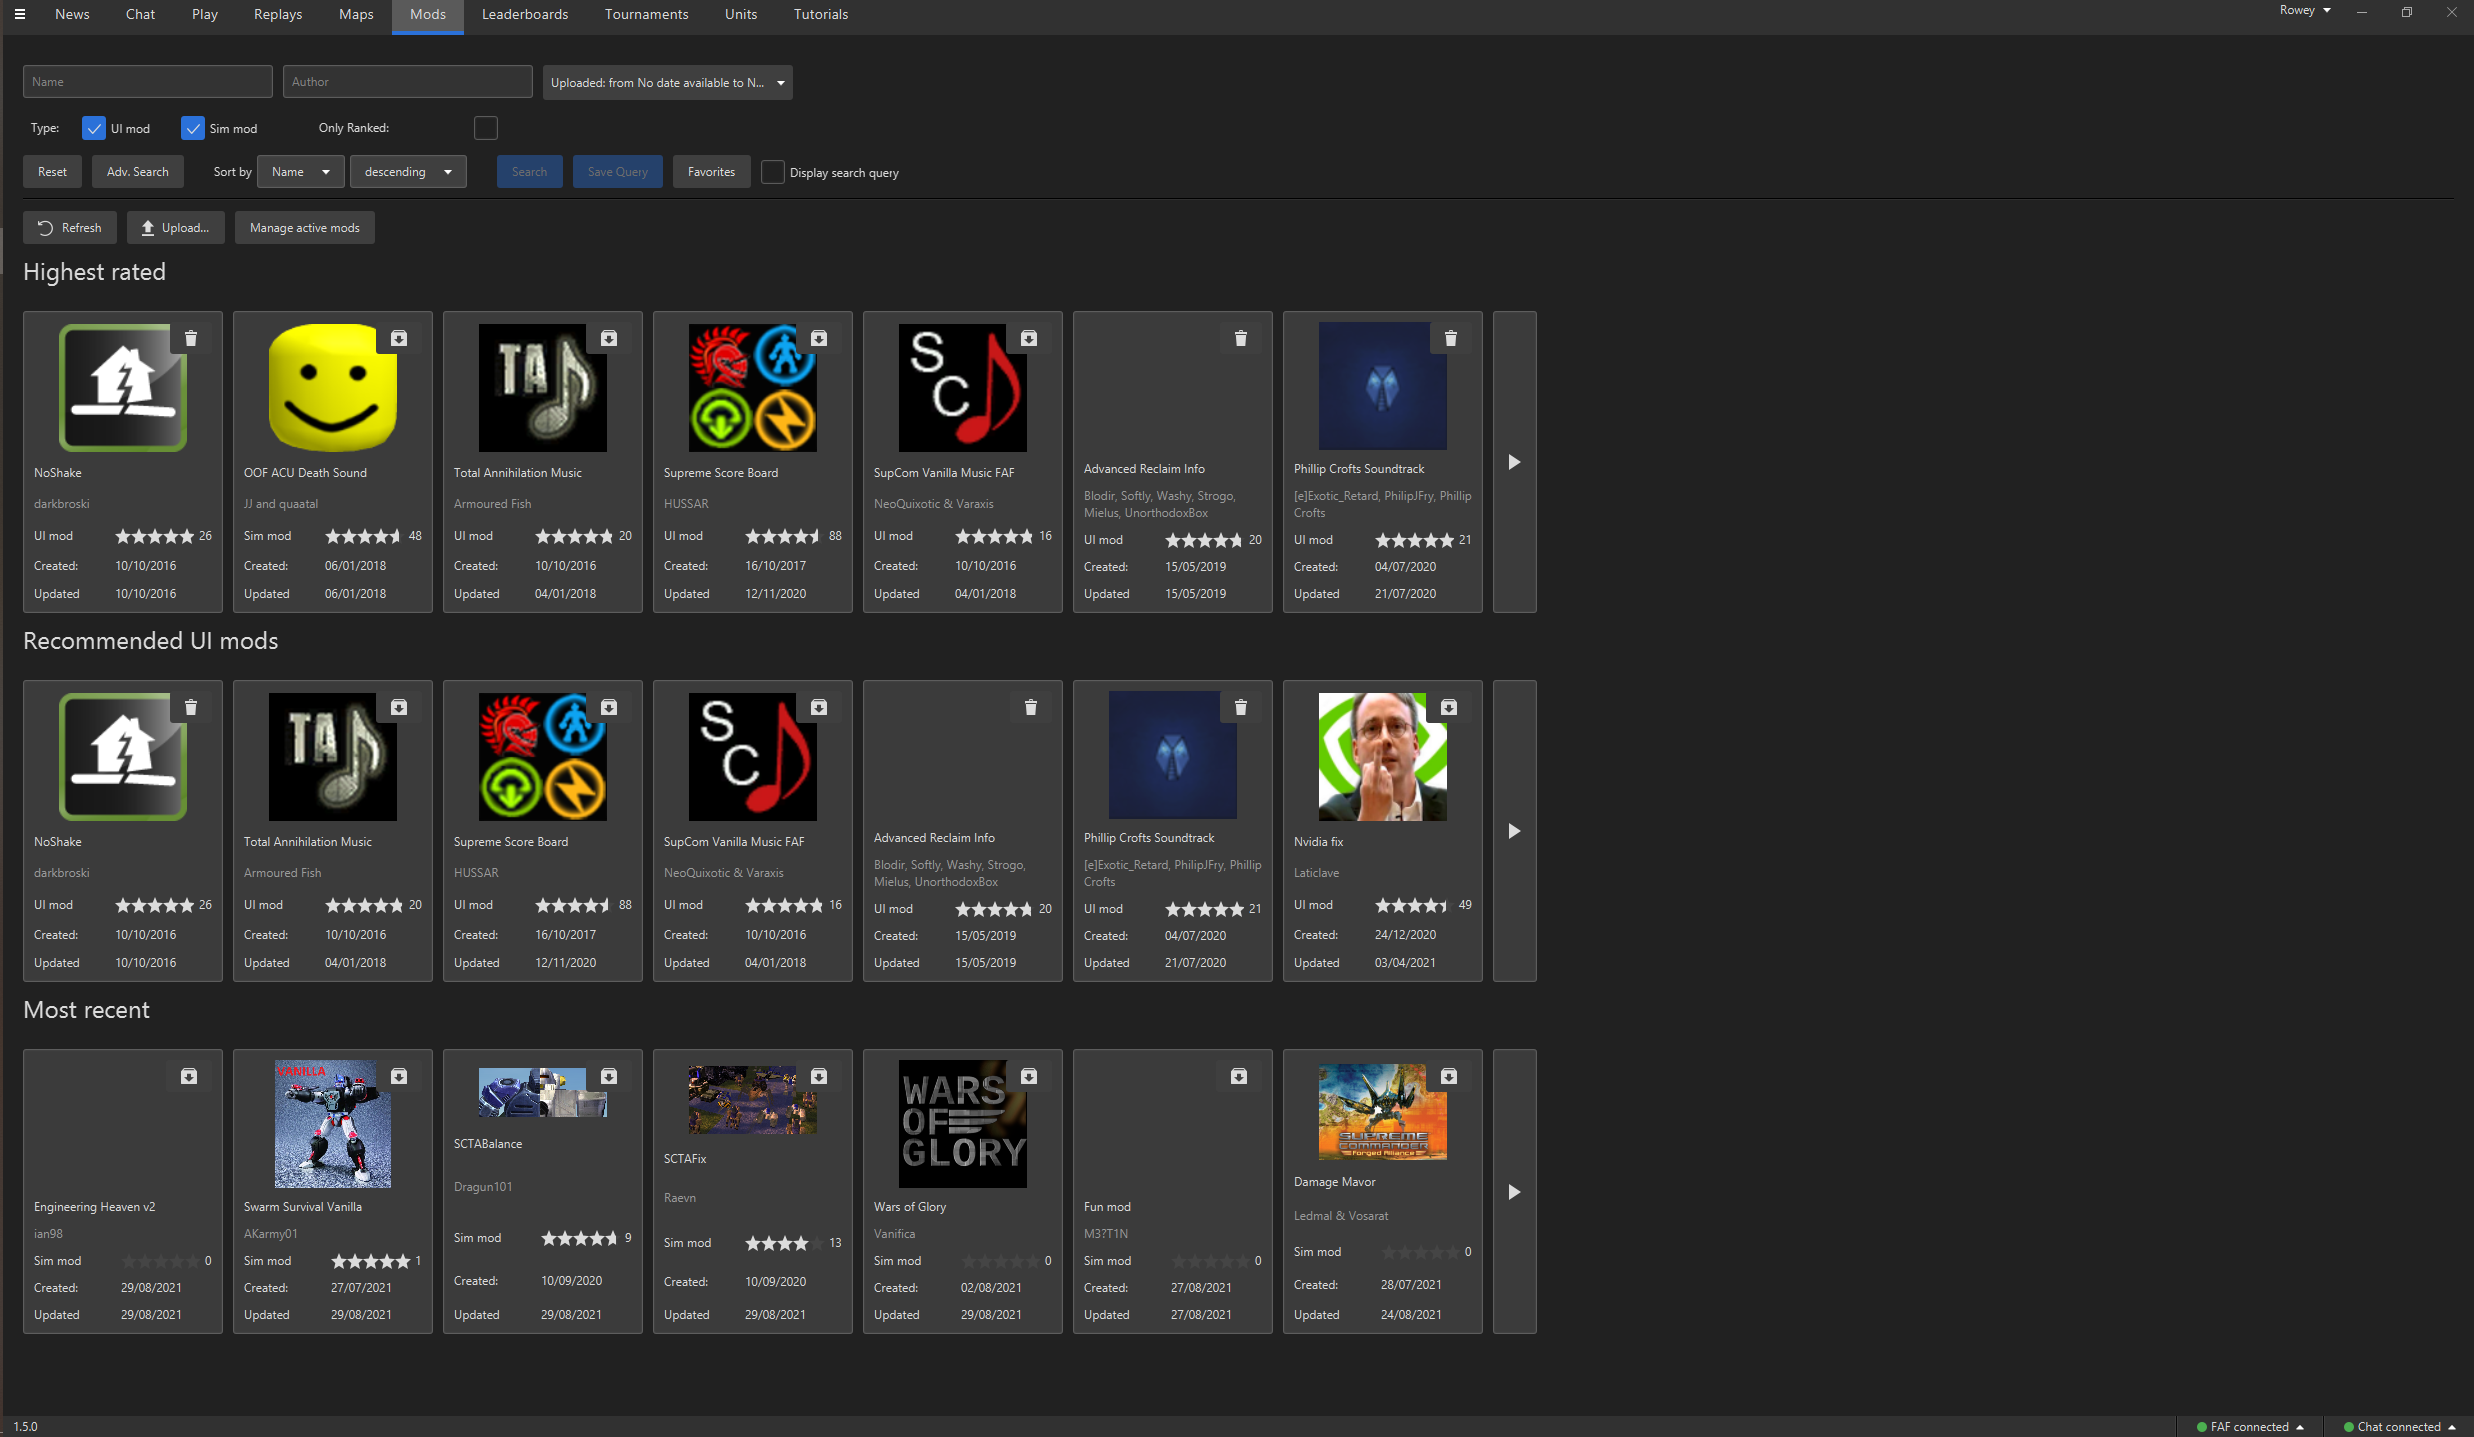 News Chat Play Replays Maps Mods Leaderboards Tournaments Units Tutorials Rowey
Name Author Uploaded: from No date available to N...
Type: UI mod Sim mod Only Ranked:
Reset Adv. Search Sort by Name descending Search Save Query Favorites Display search query
Refresh Upload... Manage active mods
Highest rated
TA S C
NoShake OOF ACU Death Sound Total Annihilation Music Supreme Score Board SupCom Vanilla Music FAF Advanced Reclaim Info Phillip Crofts Soundtrack
darkbroski JJ and quaatal Armoured Fish HUSSAR NeoQuixotic & Varaxis Blodir, Softly, Washy, Strogo, [e]Exotic_Retard, PhilipJFry, Phillip
Mielus, UnorthodoxBox Crofts
UI mod 26 Sim mod 48 UI mod 20 UI mod 88 UI mod 16 UI mod 20 UI mod 21
Created: 10/10/2016 Created: 06/01/2018 Created: 10/10/2016 Created: 16/10/2017 Created: 10/10/2016 Created: 15/05/2019 Created: 04/07/2020
Updated 10/10/2016 Updated 06/01/2018 Updated 04/01/2018 Updated 12/11/2020 Updated 04/01/2018 Updated 15/05/2019 Updated 21/07/2020
Recommended UI mods
TA S C
NoShake Total Annihilation Music Supreme Score Board SupCom Vanilla Music FAF Advanced Reclaim Info Phillip Crofts Soundtrack Nvidia fix
darkbroski Armoured Fish HUSSAR NeoQuixotic & Varaxis Blodir, Softly, Washy, Strogo, [e]Exotic_Retard, PhilipJFry, Phillip Laticlave
Mielus, UnorthodoxBox Crofts
UI mod 26 UI mod 20 UI mod 88 UI mod 16 UI mod 20 UI mod 21 UI mod 49
Created: 10/10/2016 Created: 10/10/2016 Created: 16/10/2017 Created: 10/10/2016 Created: 15/05/2019 Created: 04/07/2020 Created: 24/12/2020
Updated 10/10/2016 Updated 04/01/2018 Updated 12/11/2020 Updated 04/01/2018 Updated 15/05/2019 Updated 21/07/2020 Updated 03/04/2021
Most recent
VANILLA
WARS
OF
GLORY
SUPREME
COMMANDER
Forged Alliance
Engineering Heaven v2 Swarm Survival Vanilla SCTABalance SCTAFix Wars of Glory Fun mod Damage Mavor
ian98 AKarmy01 Dragun101 Raevn Vanifica M3?T1N Ledmal & Vosarat
Sim mod 0 Sim mod 1 Sim mod 9 Sim mod 13 Sim mod 0 Sim mod 0 Sim mod 0
Created: 29/08/2021 Created: 27/07/2021 Created: 10/09/2020 Created: 10/09/2020 Created: 02/08/2021 Created: 27/08/2021 Created: 28/07/2021
Updated 29/08/2021 Updated 29/08/2021 Updated 29/08/2021 Updated 29/08/2021 Updated 29/08/2021 Updated 27/08/2021 Updated 24/08/2021
1.5.0 FAF connected Chat connected